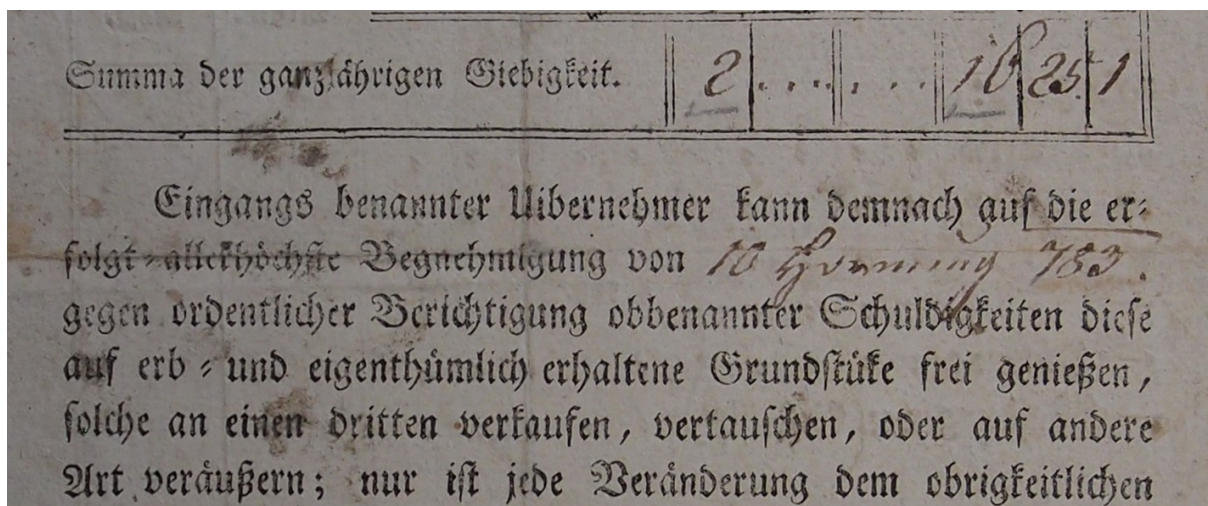 Summa der ganzjährigen Giebigkeit. 2 . . . . . . . 16 25 1
Eingangs benannter Uibernehmer kann demnach auf die er⸗
folgt⸗allerhöchste Begnehmigung von 10 Hornung 783.
gegen ordentlicher Berichtigung obbenannter Schuldigkeiten diese
auf erb⸗ und eigenthümlich erhaltene Grundstüke frei genießen,
solche an einen dritten verkaufen, vertauschen, oder auf andere
Art veräußern; nur ist jede Veränderung dem obrigkeitlichen